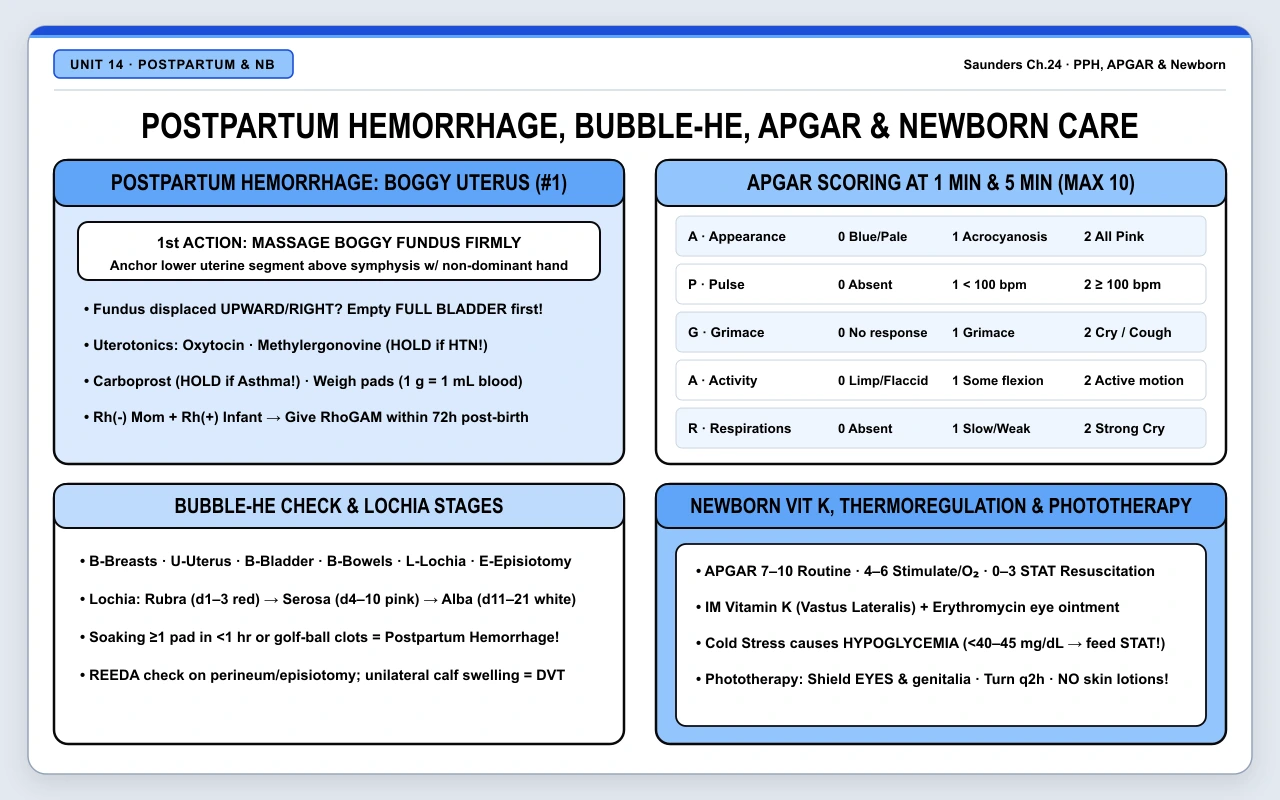 UNIT 14 · POSTPARTUM & NB
Saunders Ch.24 · PPH, APGAR & Newborn
POSTPARTUM HEMORRHAGE, BUBBLE-HE, APGAR & NEWBORN CARE
POSTPARTUM HEMORRHAGE: BOGGY UTERUS (#1)
1st ACTION: MASSAGE BOGGY FUNDUS FIRMLY
Anchor lower uterine segment above symphysis w/ non-dominant hand
• Fundus displaced UPWARD/RIGHT? Empty FULL BLADDER first!
• Uterotonics: Oxytocin · Methylergonovine (HOLD if HTN!)
• Carboprost (HOLD if Asthma!) · Weigh pads (1 g = 1 mL blood)
• Rh(-) Mom + Rh(+) Infant → Give RhoGAM within 72h post-birth
APGAR SCORING AT 1 MIN & 5 MIN (MAX 10)
A · Appearance 0 Blue/Pale 1 Acrocyanosis 2 All Pink
P · Pulse 0 Absent 1 < 100 bpm 2 ≥ 100 bpm
G · Grimace 0 No response 1 Grimace 2 Cry / Cough
A · Activity 0 Limp/Flaccid 1 Some flexion 2 Active motion
R · Respirations 0 Absent 1 Slow/Weak 2 Strong Cry
BUBBLE-HE CHECK & LOCHIA STAGES
• B-Breasts · U-Uterus · B-Bladder · B-Bowels · L-Lochia · E-Episiotomy
• Lochia: Rubra (d1–3 red) → Serosa (d4–10 pink) → Alba (d11–21 white)
• Soaking ≥1 pad in <1 hr or golf-ball clots = Postpartum Hemorrhage!
• REEDA check on perineum/episiotomy; unilateral calf swelling = DVT
NEWBORN VIT K, THERMOREGULATION & PHOTOTHERAPY
• APGAR 7–10 Routine · 4–6 Stimulate/O₂ · 0–3 STAT Resuscitation
• IM Vitamin K (Vastus Lateralis) + Erythromycin eye ointment
• Cold Stress causes HYPOGLYCEMIA (<40–45 mg/dL → feed STAT!)
• Phototherapy: Shield EYES & genitalia · Turn q2h · NO skin lotions!